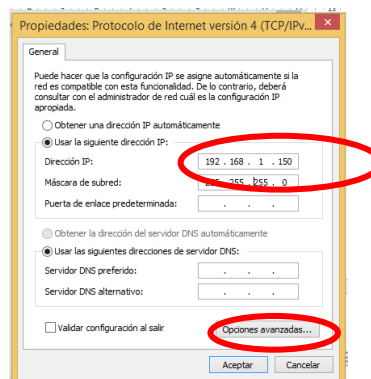 Propiedades: Protocolo de Internet versión 4 (TCP/IPv...
General
Puede hacer que la configuración IP se asigne automáticamente si la
red es compatible con esta funcionalidad. De lo contrario, deberá
consultar con el administrador de red cuál es la configuración IP
apropiada.
Obtener una dirección IP automáticamente
Usar la siguiente dirección IP:
Dirección IP: 192 . 168 . 1 . 150
Máscara de subred: 255 . 255 . 255 . 0
Puerta de enlace predeterminada: . . .
Obtener la dirección del servidor DNS automáticamente
Usar las siguientes direcciones de servidor DNS:
Servidor DNS preferido: . . .
Servidor DNS alternativo: . . .
Validar configuración al salir
Opciones avanzadas...
Aceptar Cancelar